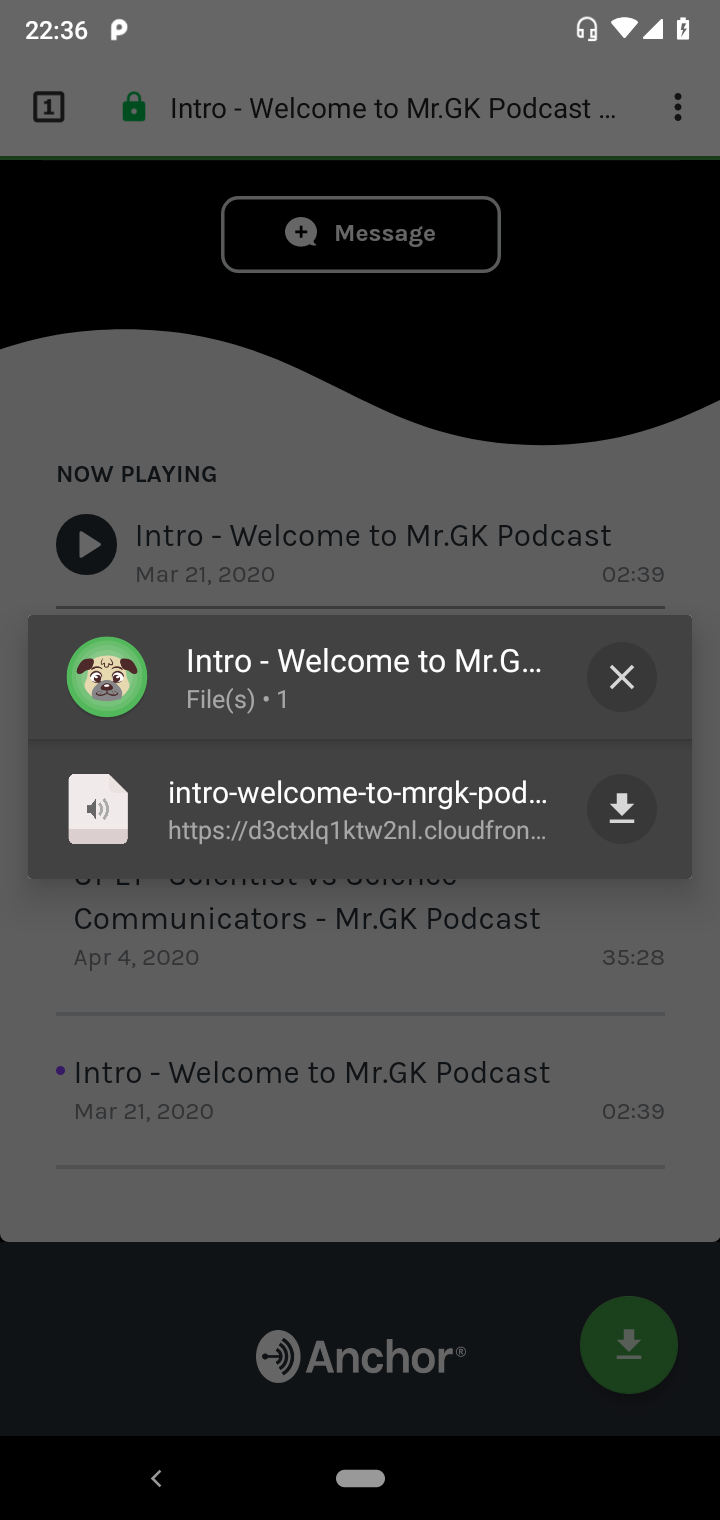 22:36
1
Intro - Welcome to Mr.GK Podcast ...
Message
NOW PLAYING
Intro - Welcome to Mr.GK Podcast
Mar 21, 2020 02:39
Intro - Welcome to Mr.G...
File(s) • 1
intro-welcome-to-mrgk-pod...
https://d3ctxlq1ktw2nl.cloudfron...
Scientist vs Science
Communicators - Mr.GK Podcast
Apr 4, 2020 35:28
Intro - Welcome to Mr.GK Podcast
Mar 21, 2020 02:39
Anchor®